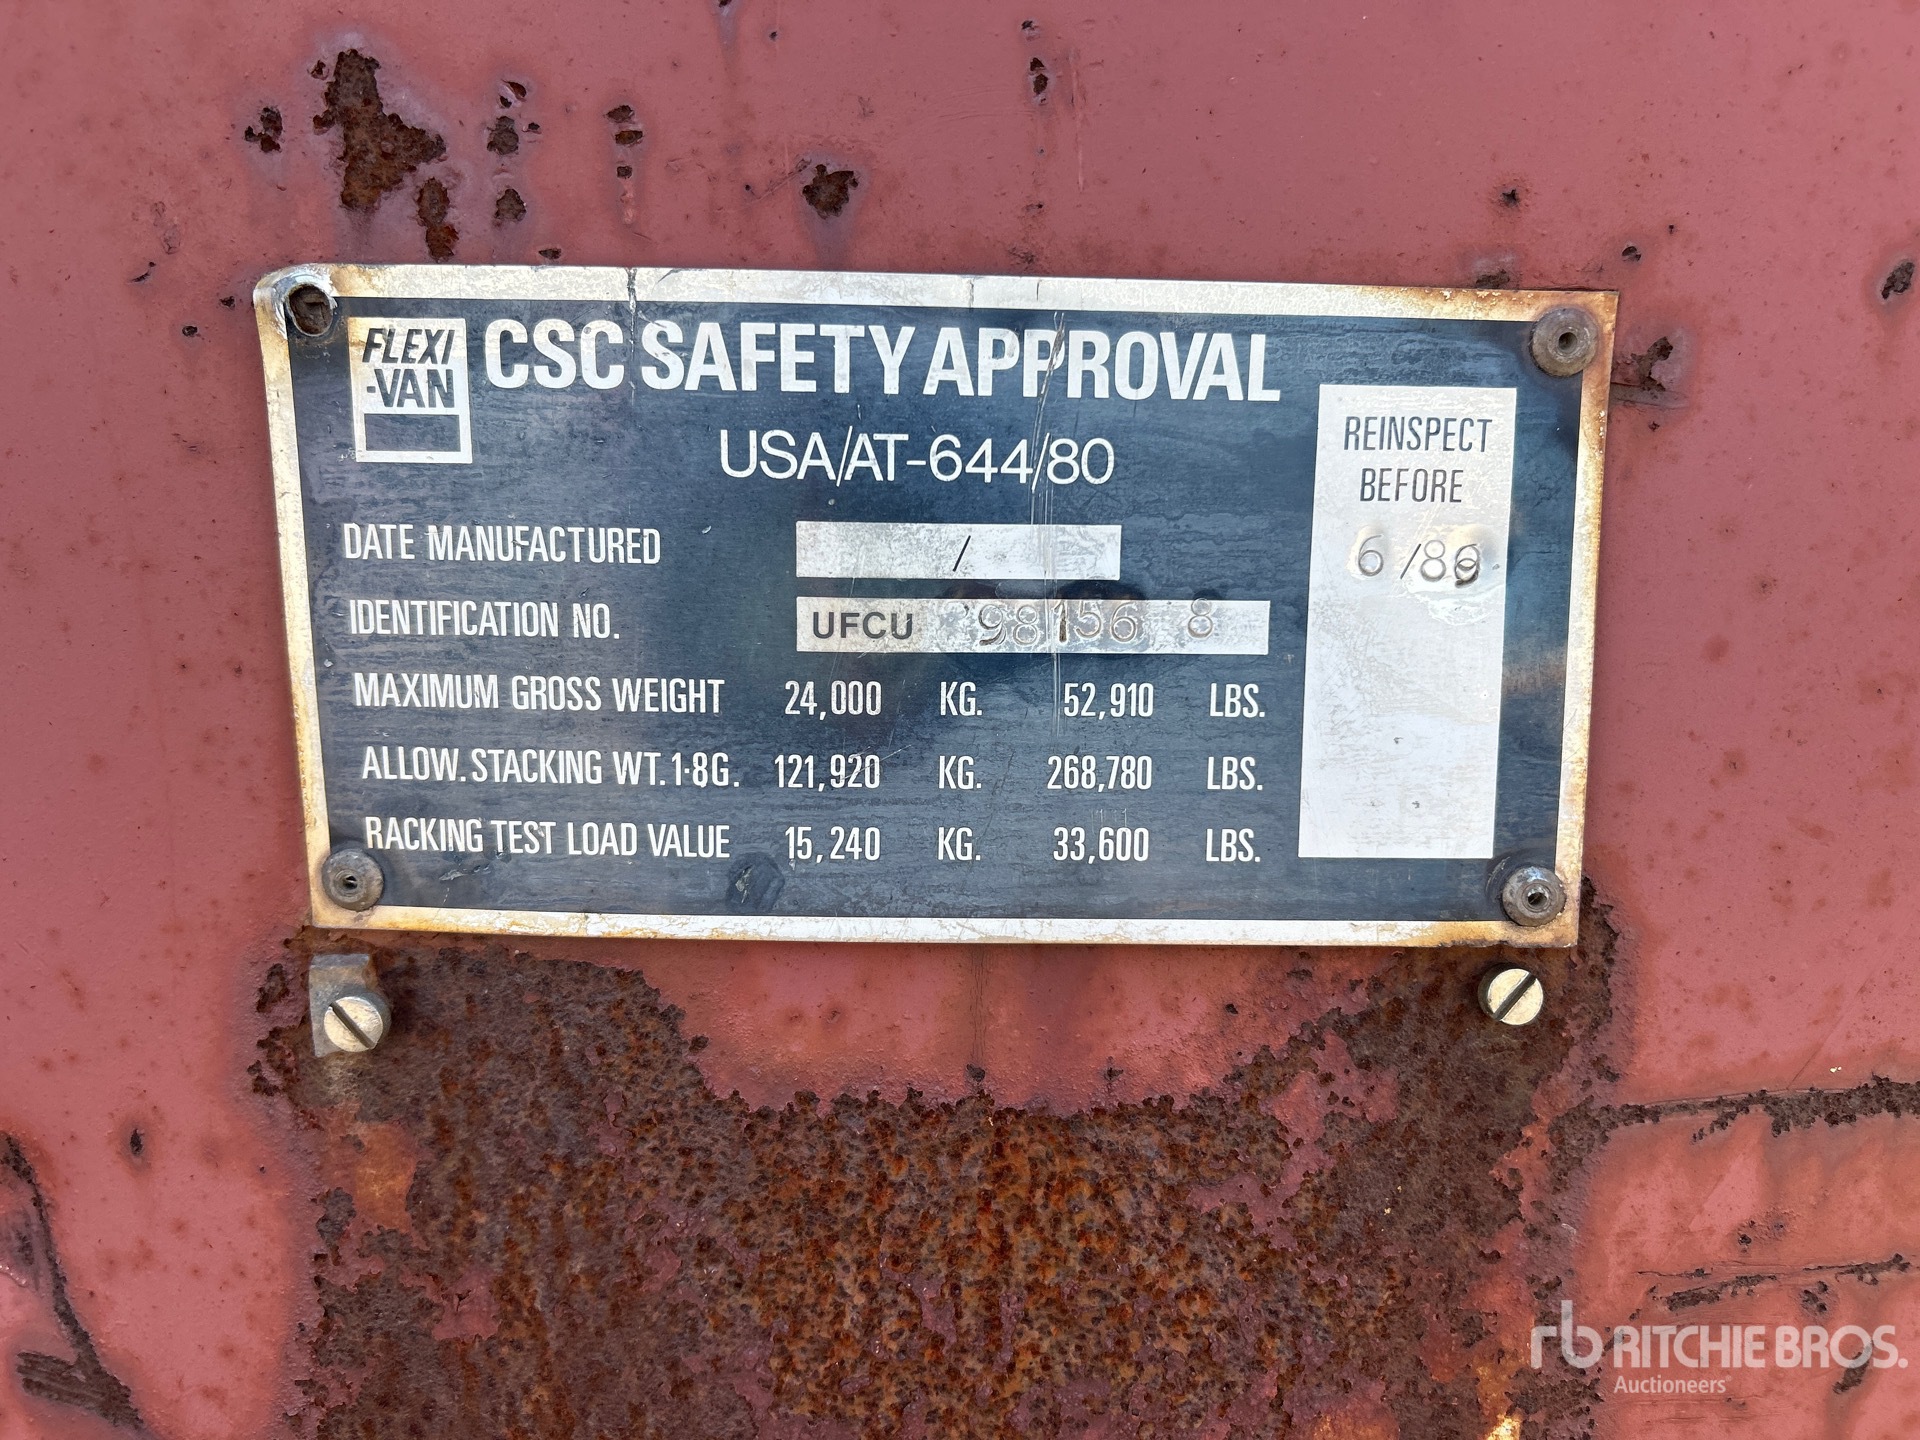 FLEXI
-VAN
CSC SAFETY APPROVAL
USA/AT-644/80
DATE MANUFACTURED /
IDENTIFICATION NO. UFCU 98156 8
MAXIMUM GROSS WEIGHT 24,000 KG. 52,910 LBS.
ALLOW. STACKING WT. 1·8G. 121,920 KG. 268,780 LBS.
RACKING TEST LOAD VALUE 15,240 KG. 33,600 LBS.
REINSPECT
BEFORE
rb RITCHIE BROS.
Auctioneers